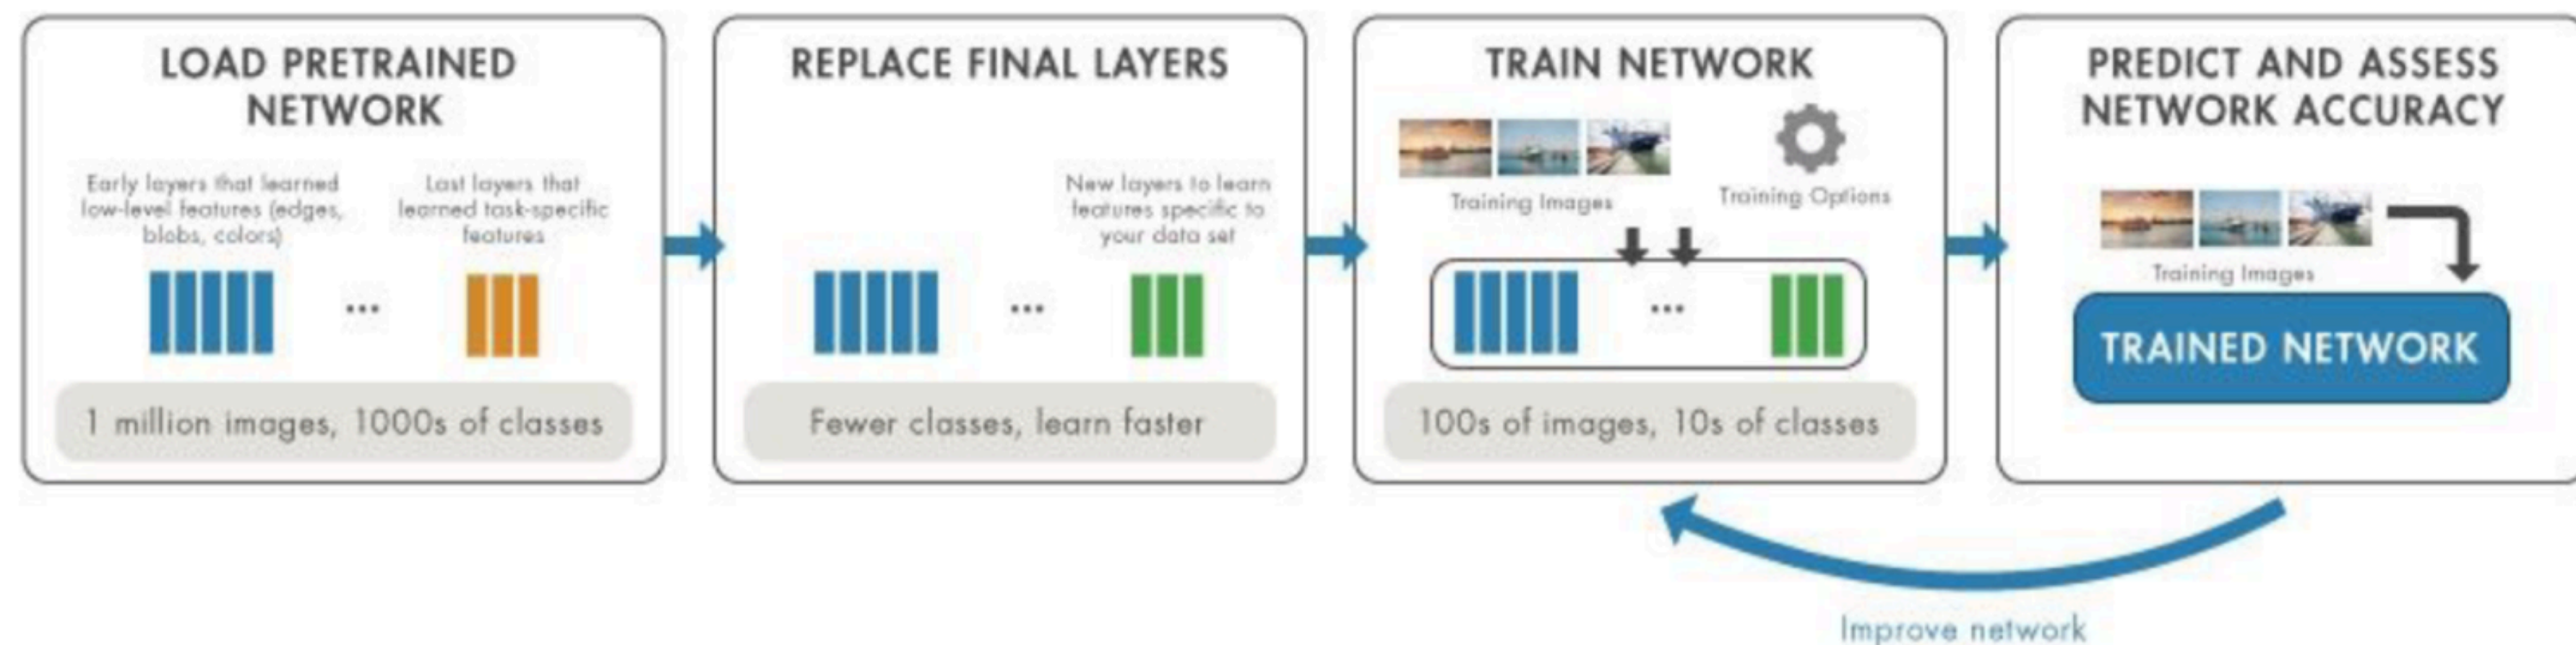 LOAD PRETRAINED
NETWORK
Early layers that learned
low-level features (edges,
blobs, colors)
Last layers that
learned task-specific
features
...
1 million images, 1000s of classes
REPLACE FINAL LAYERS
New layers to learn
features specific to
your data set
...
Fewer classes, learn faster
TRAIN NETWORK
Training Images
Training Options
...
100s of images, 10s of classes
PREDICT AND ASSESS
NETWORK ACCURACY
Training Images
TRAINED NETWORK
Improve network